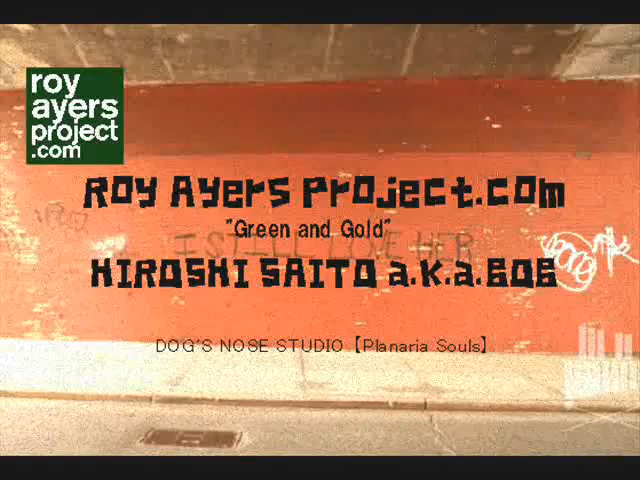 roy
ayers
project
.com
Roy Ayers Project.com
"Green and Gold"
I STILL LOVE HER
HIROSHI SAITO a.k.a.606
DOG'S NOSE STUDIO【Planaria Souls】